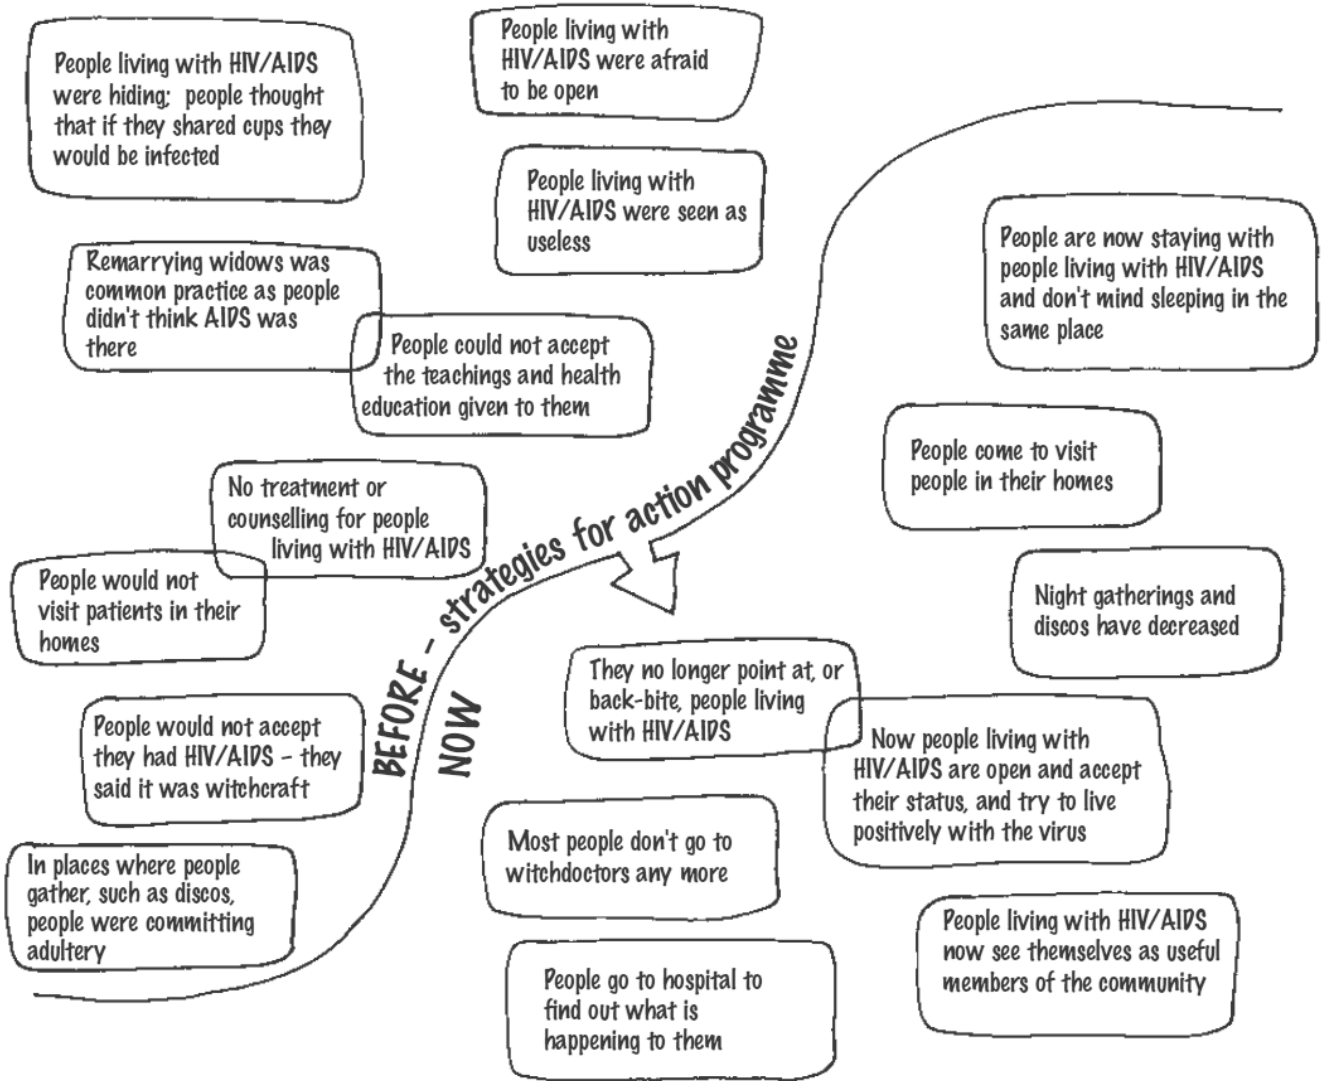 People living with HIV/AIDS
were hiding; people thought
that if they shared cups they
would be infected
People living with
HIV/AIDS were afraid
to be open
People living with
HIV/AIDS were seen as
useless
Remarrying widows was
common practice as people
didn't think AIDS was
there
People could not accept
the teachings and health
education given to them
No treatment or
counselling for people
living with HIV/AIDS
People would not
visit patients in their
homes
People would not accept
they had HIV/AIDS – they
said it was witchcraft
In places where people
gather, such as discos,
people were committing
adultery
BEFORE – strategies for action programme
NOW
People are now staying with
people living with HIV/AIDS
and don't mind sleeping in the
same place
People come to visit
people in their homes
Night gatherings and
discos have decreased
They no longer point at, or
back-bite, people living
with HIV/AIDS
Now people living with
HIV/AIDS are open and accept
their status, and try to live
positively with the virus
Most people don't go to
witchdoctors any more
People living with HIV/AIDS
now see themselves as useful
members of the community
People go to hospital to
find out what is
happening to them